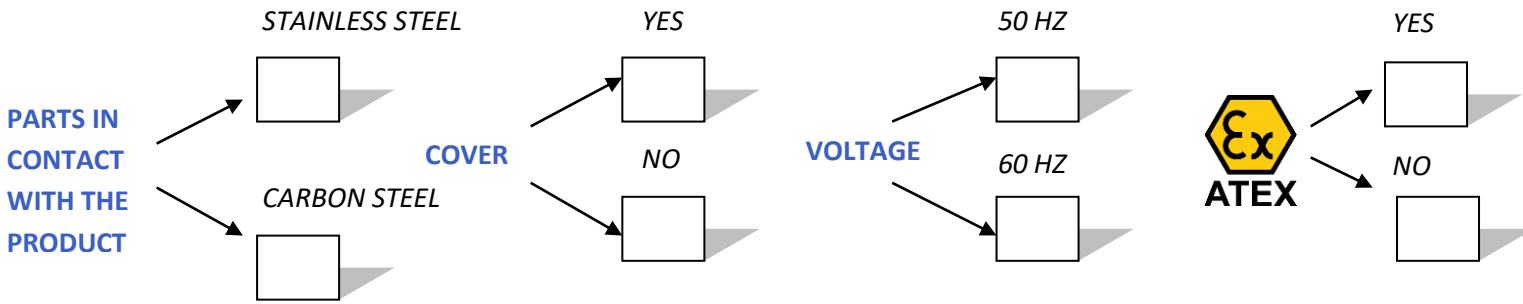 STAINLESS STEEL
CARBON STEEL
PARTS IN
CONTACT
WITH THE
PRODUCT
YES
NO
COVER
50 HZ
60 HZ
VOLTAGE
YES
NO
Ex
ATEX